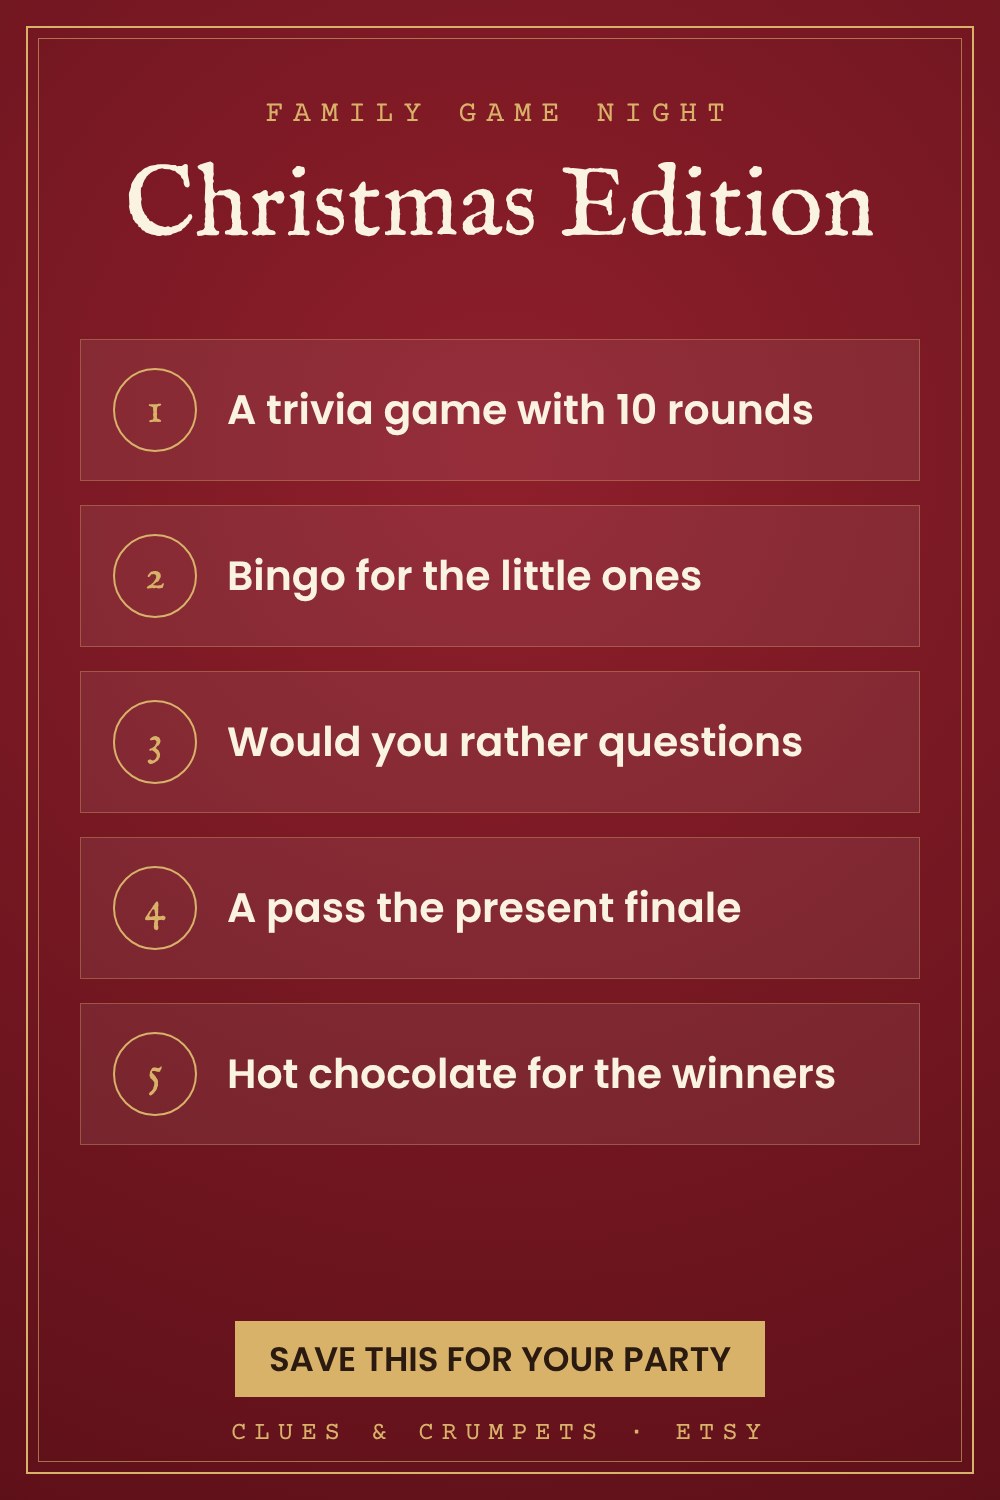 FAMILY GAME NIGHT
Christmas Edition
1 A trivia game with 10 rounds
2 Bingo for the little ones
3 Would you rather questions
4 A pass the present finale
5 Hot chocolate for the winners
SAVE THIS FOR YOUR PARTY
CLUES & CRUMPETS · ETSY